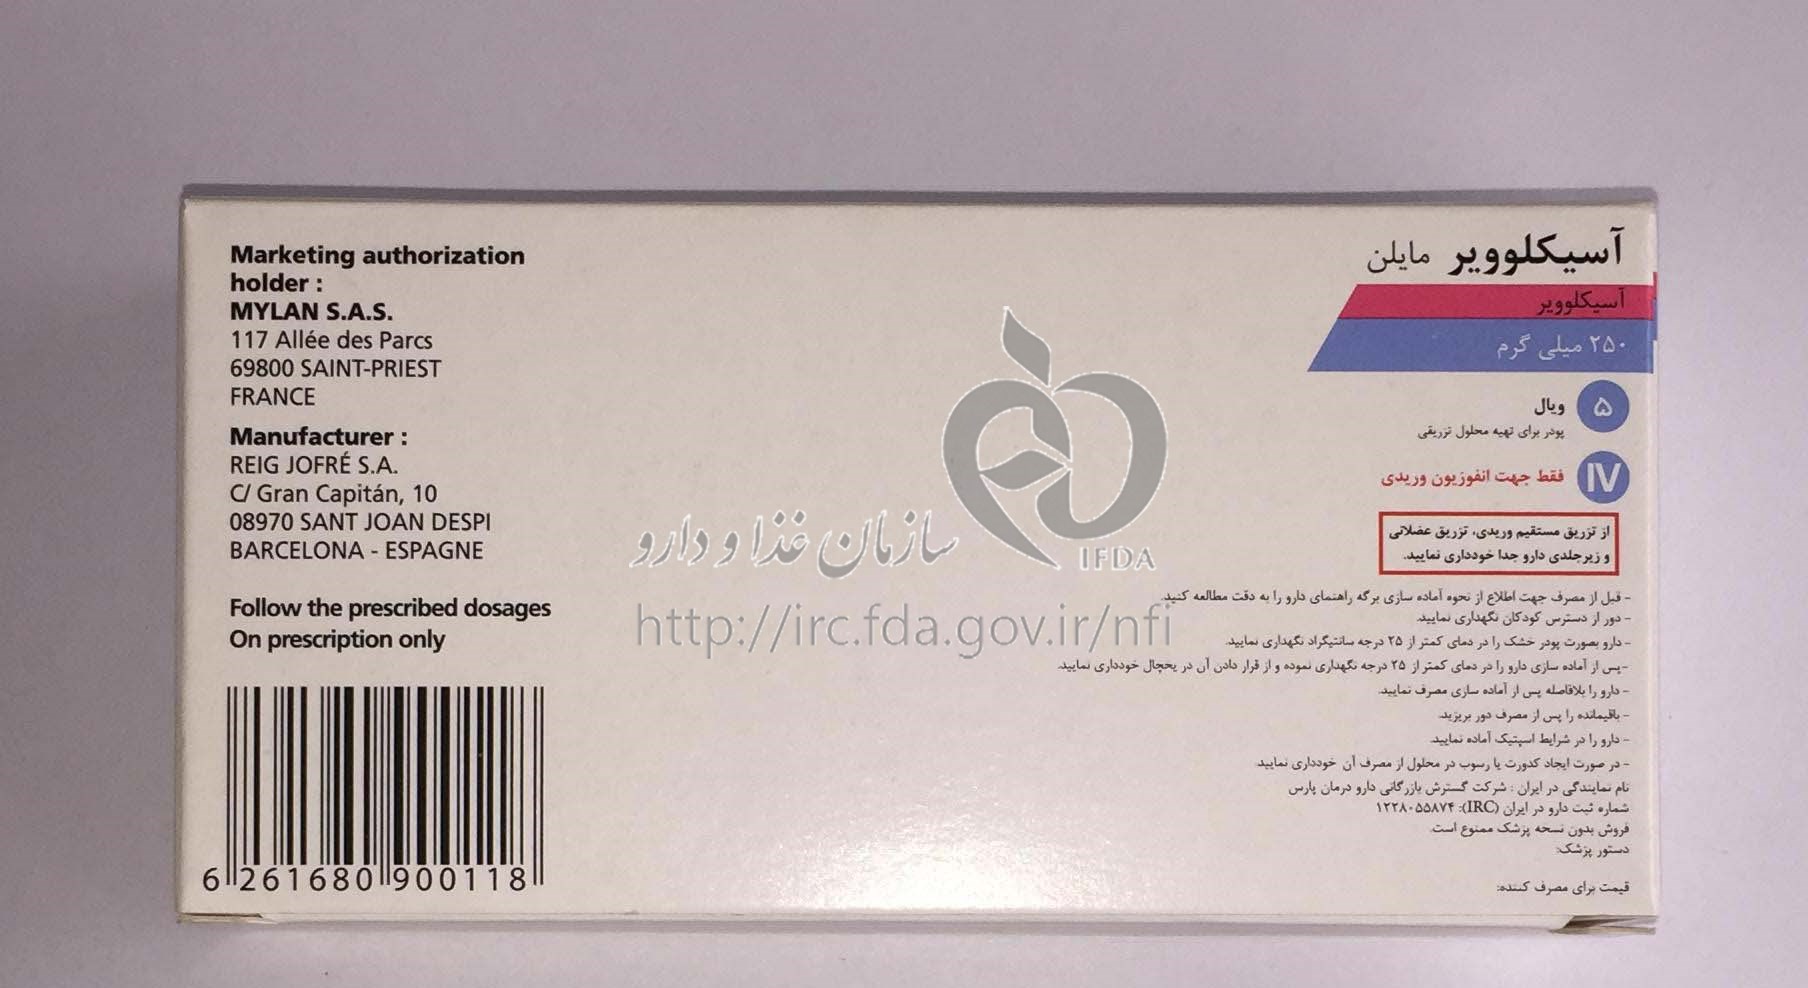 Marketing authorization
holder :
MYLAN S.A.S.
117 Allée des Parcs
69800 SAINT-PRIEST
FRANCE
Manufacturer :
REIG JOFRÉ S.A.
C/ Gran Capitán, 10
08970 SANT JOAN DESPI
BARCELONA - ESPAGNE
Follow the prescribed dosages
On prescription only
6 261680 900118
آسیکلوویر مایلن
آسیکلوویر
۲۵۰ میلی گرم
۵ ویال
پودر برای تهیه محلول تزریقی
IV فقط جهت انفوزیون وریدی
از تزریق مستقیم وریدی، تزریق عضلانی
و زیرجلدی دارو جدا خودداری نمایید.
- قبل از مصرف جهت اطلاع از نحوه آماده سازی برگه راهنمای دارو را به دقت مطالعه کنید.
- دور از دسترس کودکان نگهداری نمایید.
- دارو بصورت پودر خشک را در دمای کمتر از ۲۵ درجه سانتیگراد نگهداری نمایید.
- پس از آماده سازی دارو را در دمای کمتر از ۲۵ درجه نگهداری نموده و از قرار دادن آن در یخچال خودداری نمایید.
- دارو را بلافاصله پس از آماده سازی مصرف نمایید.
- باقیمانده را پس از مصرف دور بریزید.
- دارو را در شرایط اسپتیک آماده نمایید.
- در صورت ایجاد کدورت یا رسوب در محلول از مصرف آن خودداری نمایید.
نام نمایندگی در ایران : شرکت گسترش بازرگانی دارو درمان پارس
شماره ثبت دارو در ایران (IRC): ۱۲۲۸۰۵۵۸۷۴
فروش بدون نسخه پزشک ممنوع است.
دستور پزشک:
قیمت برای مصرف کننده:
سازمان غذا و دارو
IFDA
http://irc.fda.gov.ir/nfi